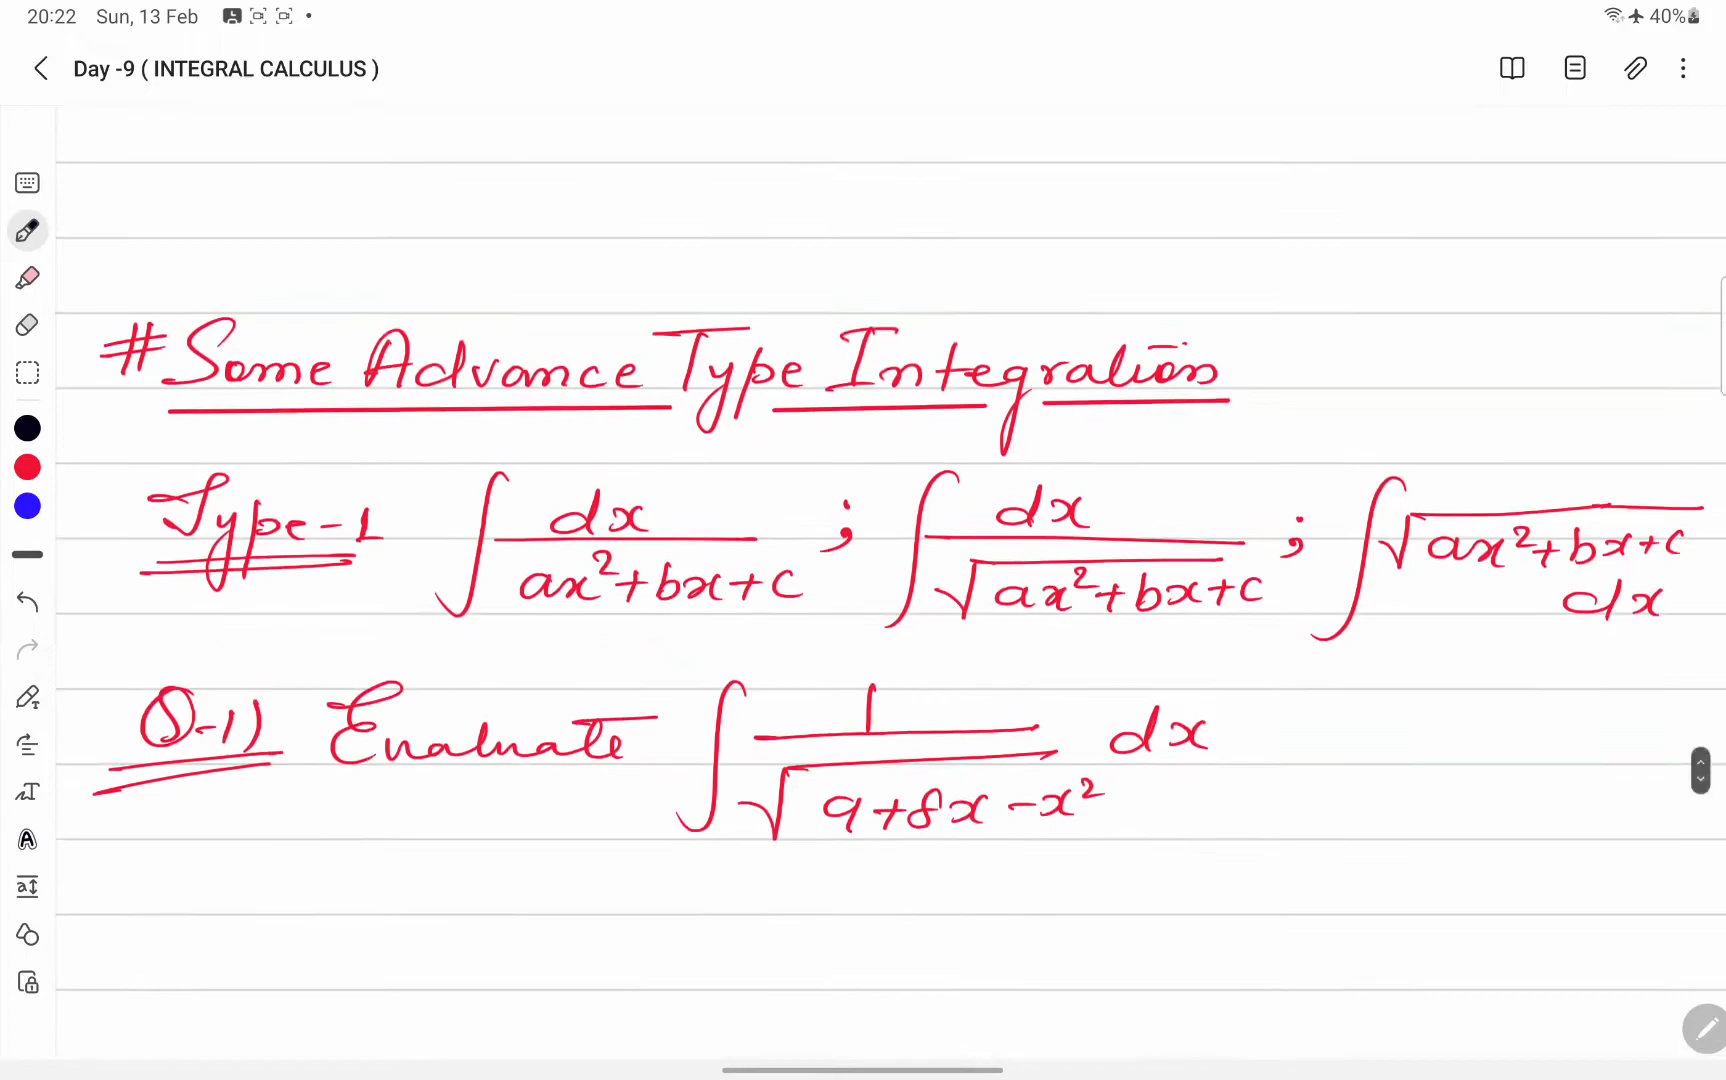 20:22 Sun, 13 Feb 40%
Day -9 ( INTEGRAL CALCULUS )
# Some Advance Type Integrations
Type-1 ∫ dx / (ax²+bx+c) ; ∫ dx / √(ax²+bx+c) ; ∫ √(ax²+bx+c) dx
Q-1) Evaluate ∫ 1 / √(9+8x-x²) dx